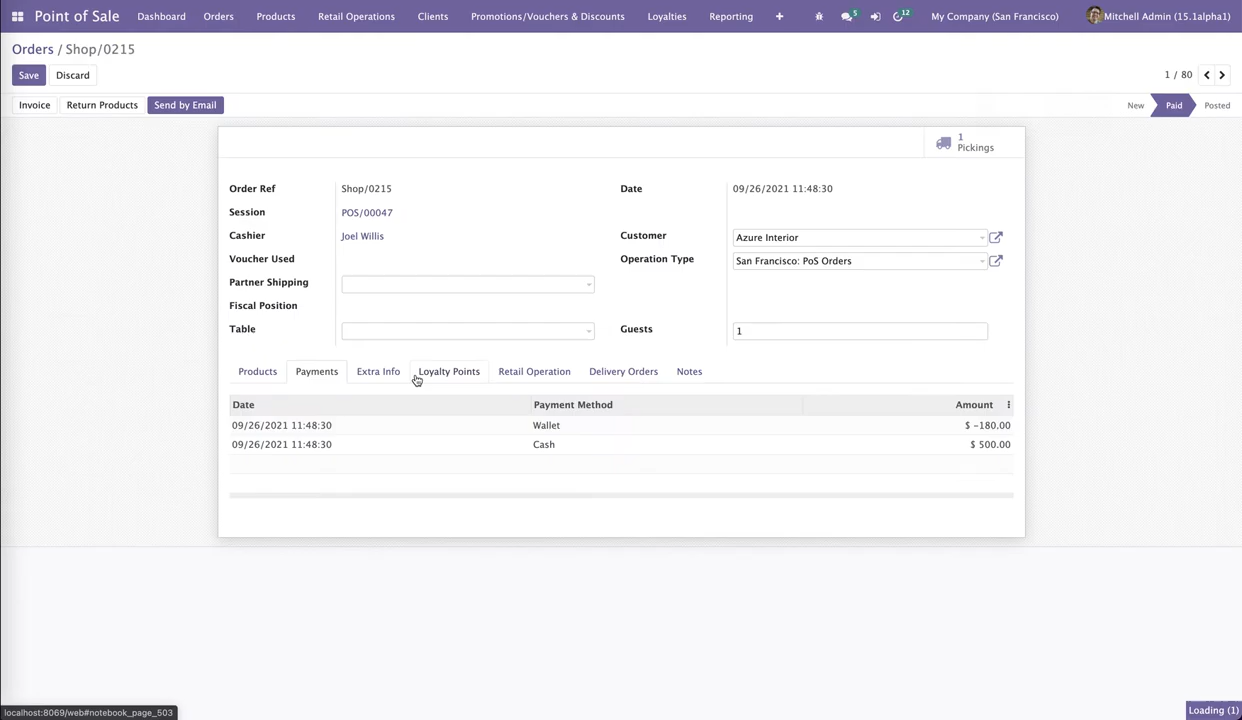 Point of Sale Dashboard Orders Products Retail Operations Clients Promotions/Vouchers & Discounts Loyalties Reporting 5 12 My Company (San Francisco) Mitchell Admin (15.1alpha1)
Orders / Shop/0215
Save Discard 1 / 80
Invoice Return Products Send by Email New Paid Posted
1
Pickings
Order Ref Shop/0215 Date 09/26/2021 11:48:30
Session POS/00047
Cashier Joel Willis Customer Azure Interior
Voucher Used Operation Type San Francisco: PoS Orders
Partner Shipping
Fiscal Position
Table Guests 1
Products Payments Extra Info Loyalty Points Retail Operation Delivery Orders Notes
Date Payment Method Amount
09/26/2021 11:48:30 Wallet $ -180.00
09/26/2021 11:48:30 Cash $ 500.00
localhost:8069/web#notebook_page_503 Loading (1)